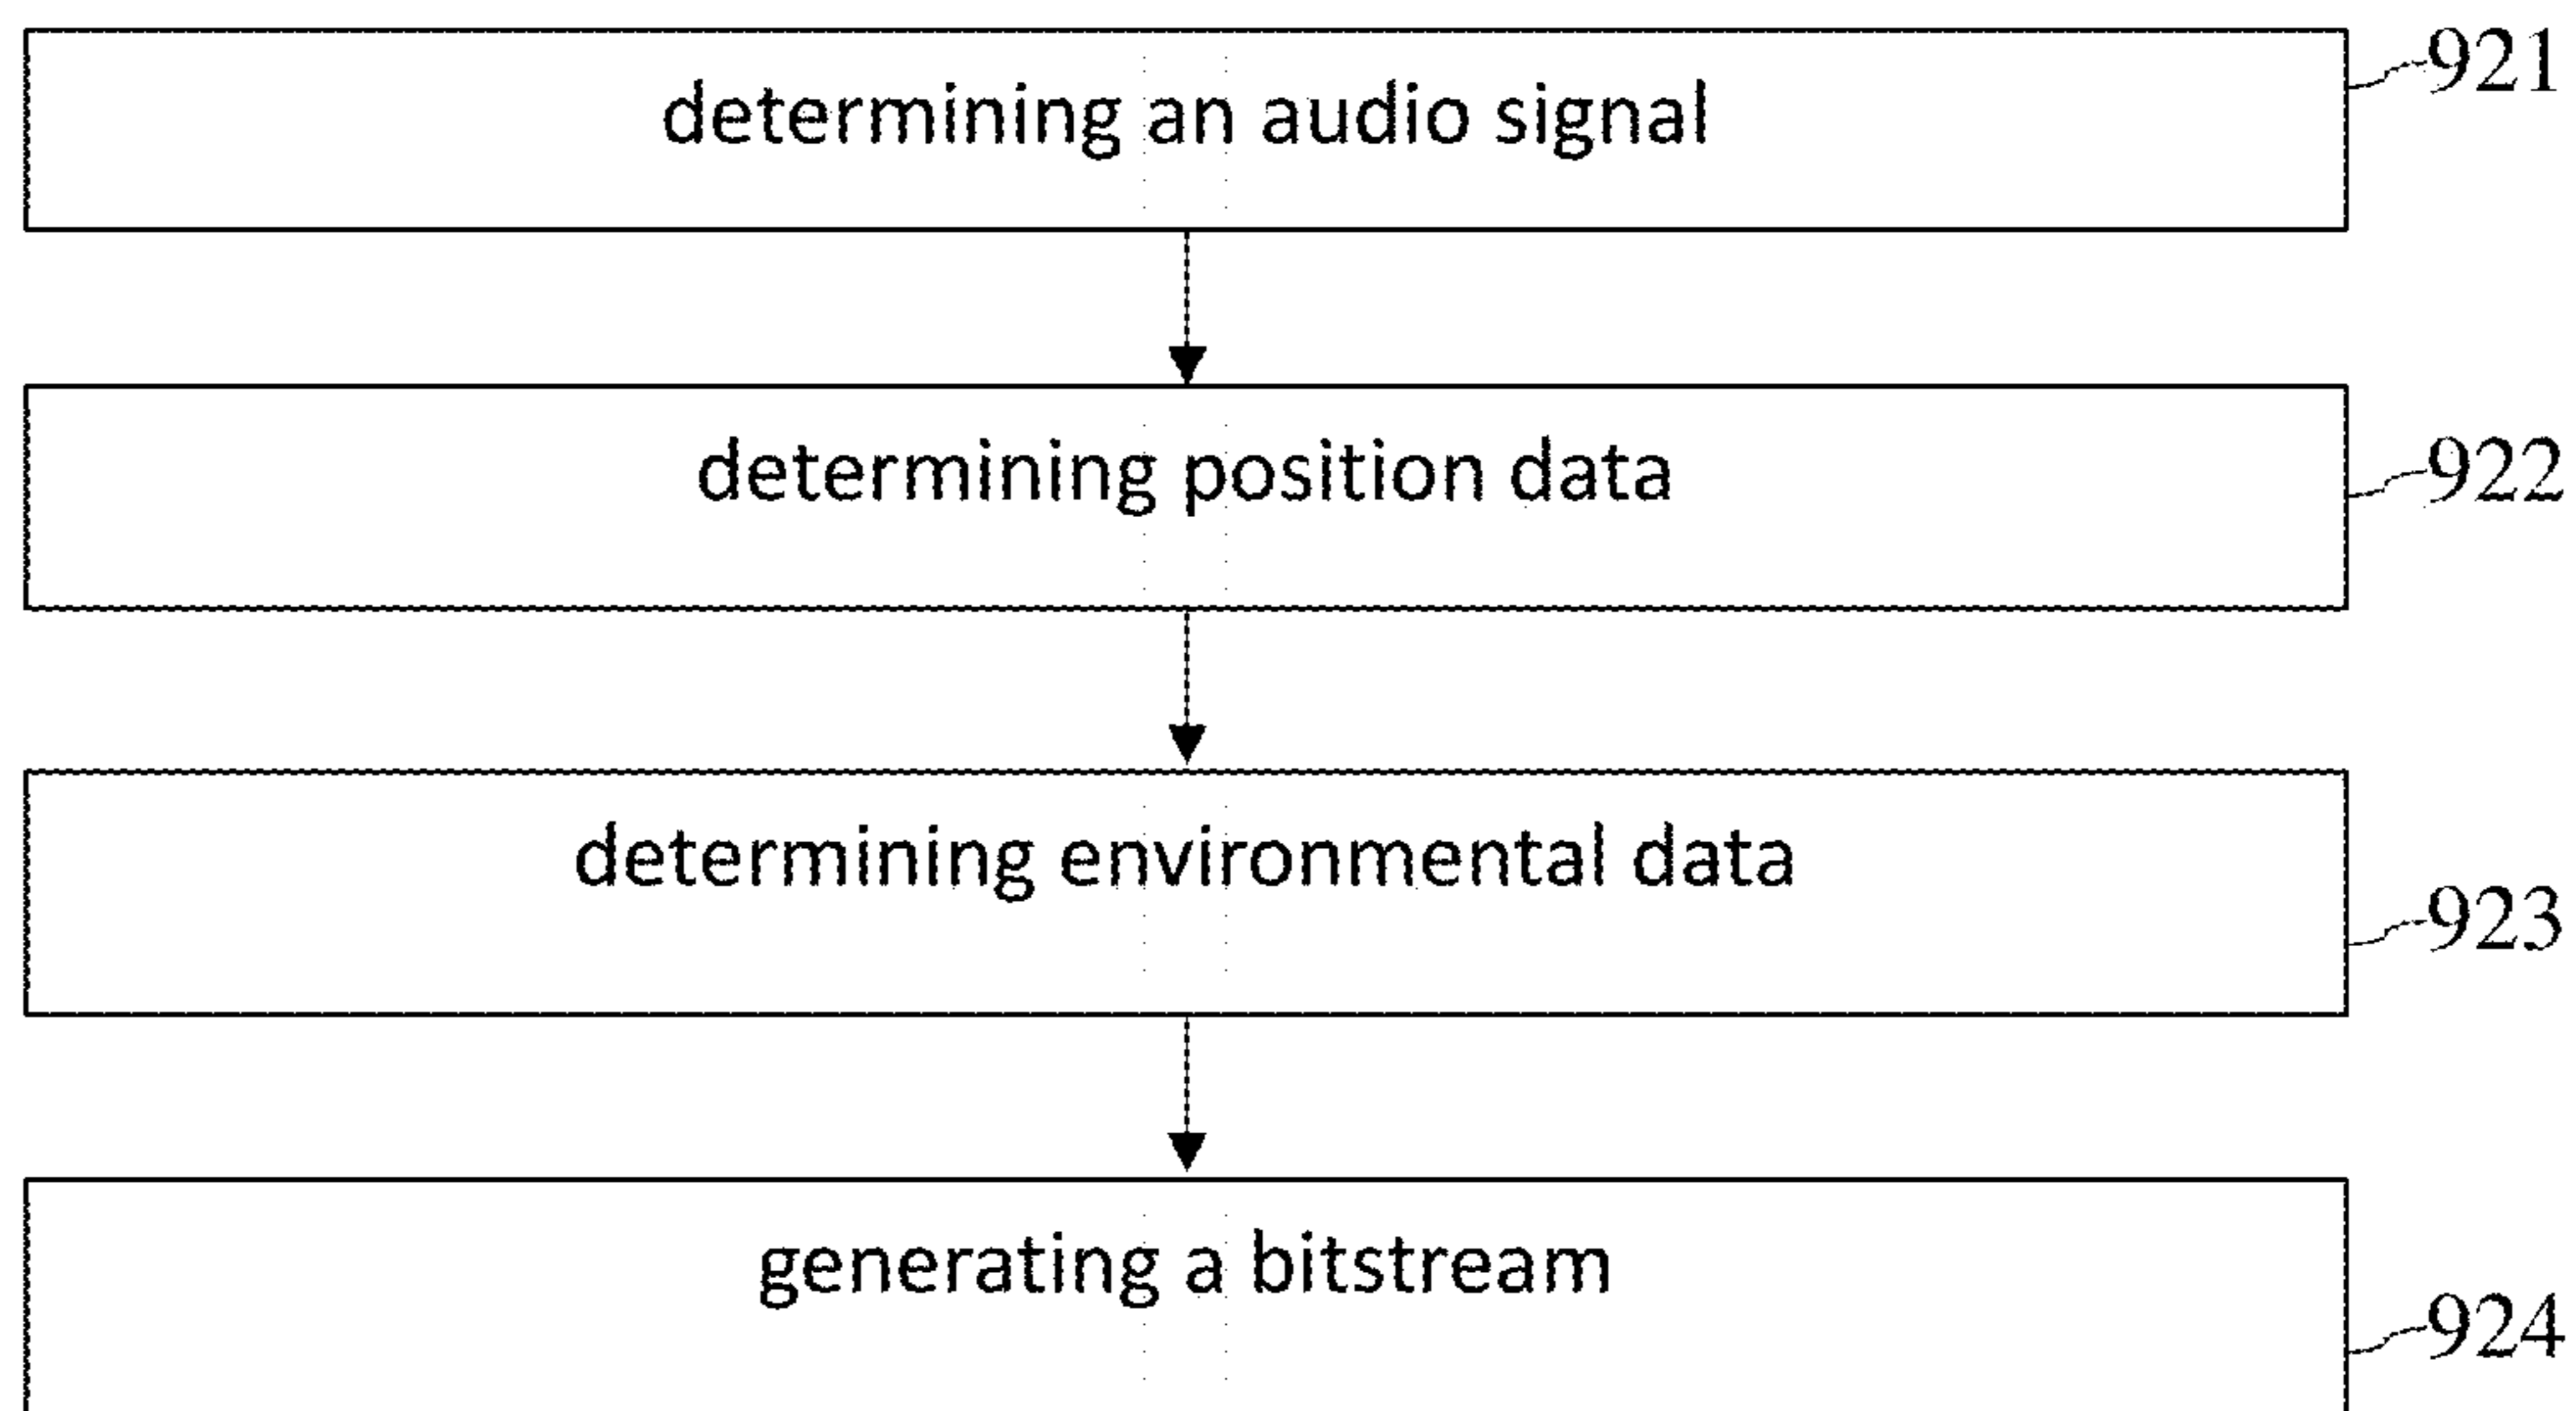 determining an audio signal 921
determining position data 922
determining environmental data 923
generating a bitstream 924